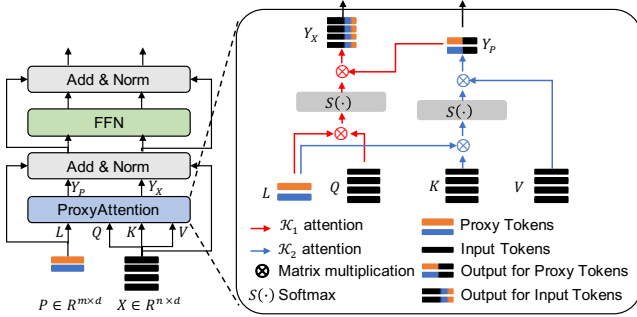 Add & Norm
FFN
Add & Norm
Y_P Y_X
ProxyAttention
L Q K V
P ∈ R^{m×d} X ∈ R^{n×d}
Y_X Y_P
S(·) S(·)
L Q K V
𝒦_1 attention
𝒦_2 attention
Matrix multiplication
S(·) Softmax
Proxy Tokens
Input Tokens
Output for Proxy Tokens
Output for Input Tokens